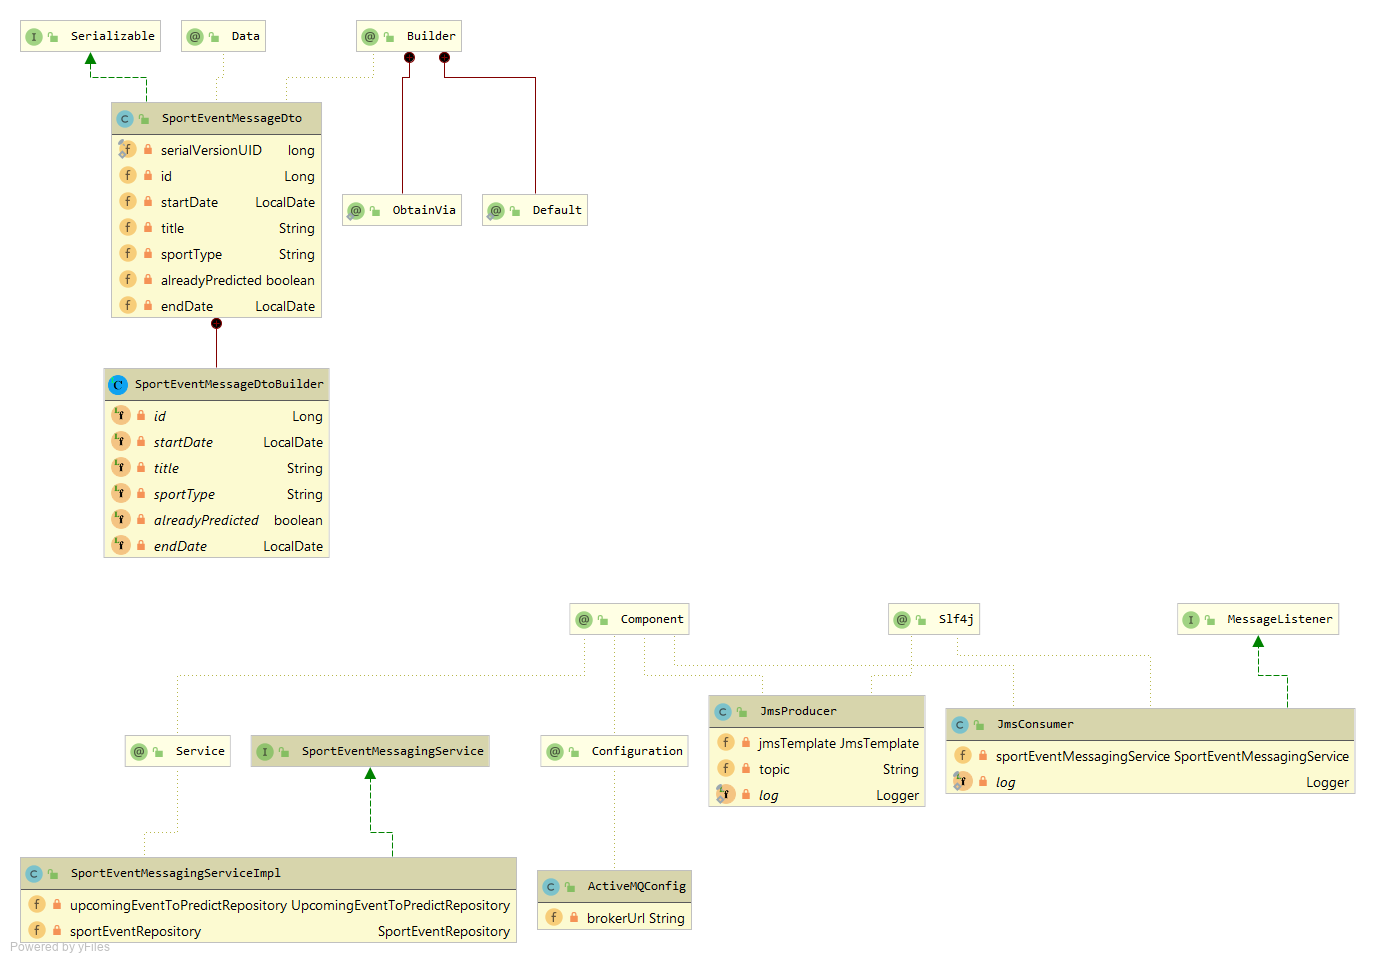 Serializable
Data
Builder
SportEventMessageDto
serialVersionUID long
id Long
startDate LocalDate
title String
sportType String
alreadyPredicted boolean
endDate LocalDate
ObtainVia
Default
SportEventMessageDtoBuilder
id Long
startDate LocalDate
title String
sportType String
alreadyPredicted boolean
endDate LocalDate
Component
Slf4j
MessageListener
JmsProducer
jmsTemplate JmsTemplate
topic String
log Logger
JmsConsumer
sportEventMessagingService SportEventMessagingService
log Logger
Service
SportEventMessagingService
Configuration
SportEventMessagingServiceImpl
upcomingEventToPredictRepository UpcomingEventToPredictRepository
sportEventRepository SportEventRepository
ActiveMQConfig
brokerUrl String
Powered by yFiles